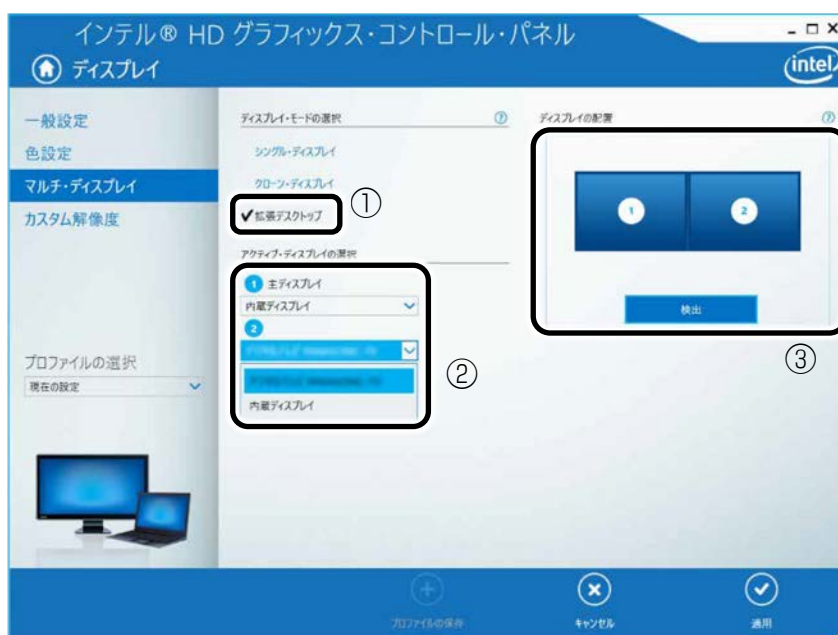 インテル® HD グラフィックス・コントロール・パネル
ディスプレイ
intel
一般設定
色設定
マルチ・ディスプレイ
カスタム解像度
プロファイルの選択
現在の設定
ディスプレイ・モードの選択
シングル・ディスプレイ
クローン・ディスプレイ
✔拡張デスクトップ
①
アクティブ・ディスプレイの選択
1 主ディスプレイ
内蔵ディスプレイ
2
内蔵ディスプレイ
②
ディスプレイの配置
1 2
検出
③
プロファイルの保存
キャンセル
適用